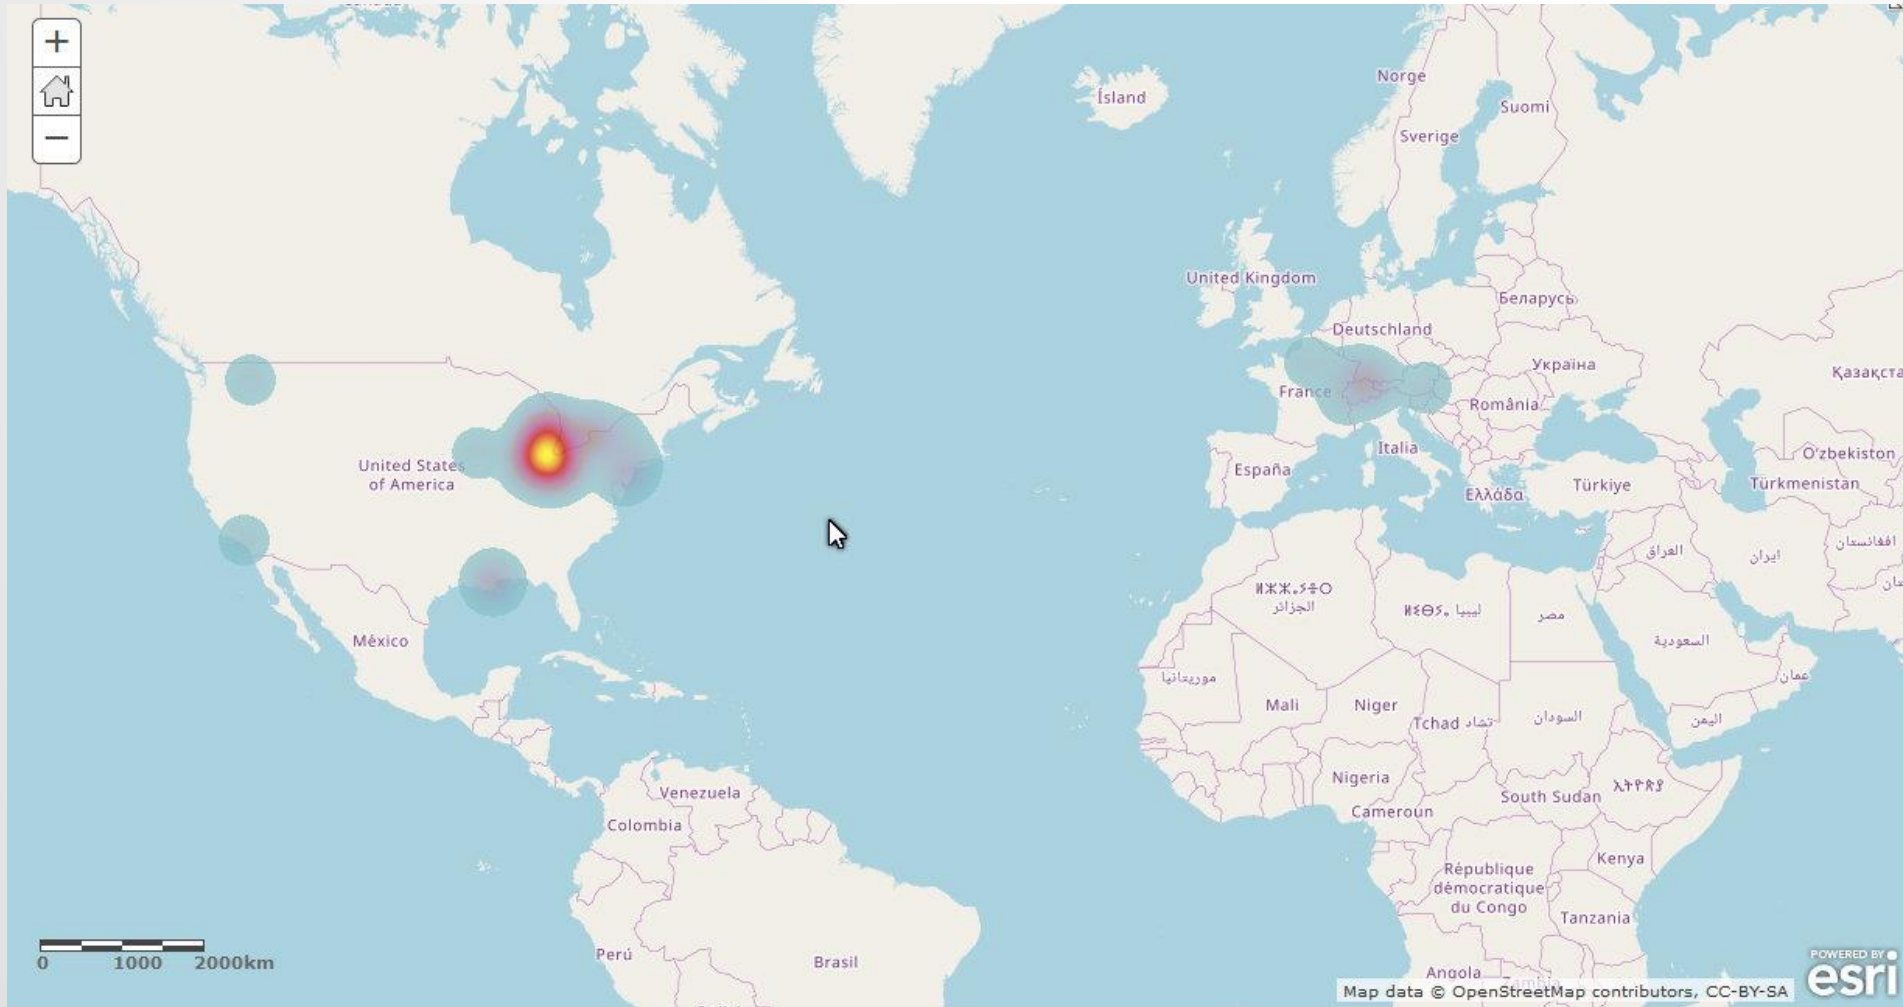 +
−
Norge
Ísland
Suomi
Sverige
United Kingdom
Беларусь
Deutschland
Україна
Қазақста
France
România
United States
of America
Italia
España
Oʻzbekiston
Türkmenistan
Türkiye
Ελλάδα
العراق
ايران
افغانستان
ⵍⵣⵣⴰⵢⴻⵔ
الجزائر
ⵍⵉⴱⵢⴰ ليبيا
مصر
السعودية
México
موريتانيا
عمان
Mali
Niger
Tchad تشاد
السودان
اليمن
Nigeria
ኢትዮጵያ
Venezuela
South Sudan
Cameroun
Colombia
Kenya
République
démocratique
du Congo
Tanzania
Perú
Brasil
0 1000 2000km
Angola
Zambia
Map data © OpenStreetMap contributors, CC-BY-SA
POWERED BY
esri